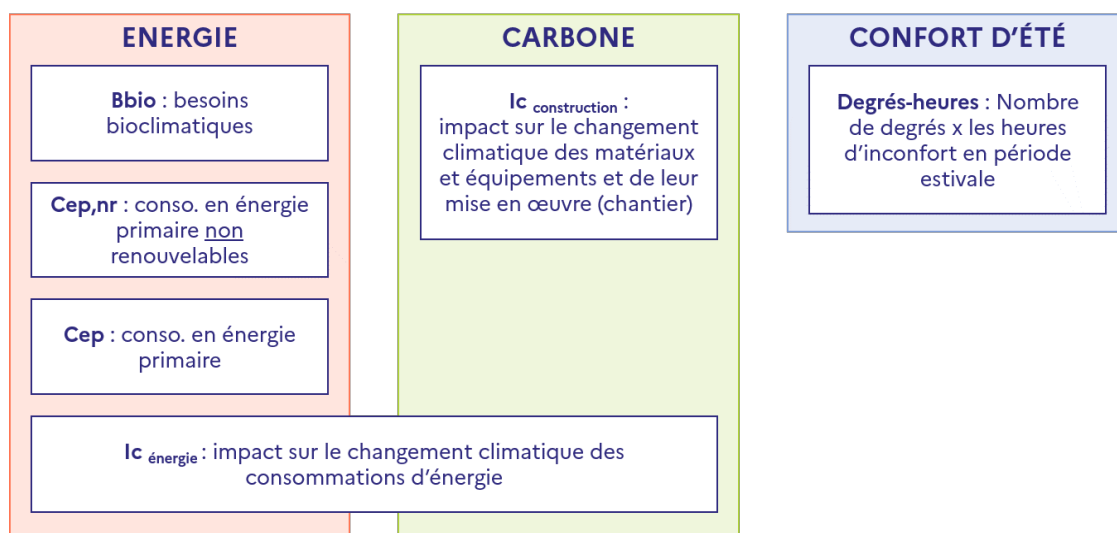 ENERGIE
Bbio : besoins
bioclimatiques
Cep,nr : conso. en énergie
primaire non
renouvelables
Cep : conso. en énergie
primaire
CARBONE
Ic construction :
impact sur le changement
climatique des matériaux
et équipements et de leur
mise en œuvre (chantier)
Ic énergie : impact sur le changement climatique des
consommations d’énergie
CONFORT D’ÉTÉ
Degrés-heures : Nombre
de degrés x les heures
d’inconfort en période
estivale